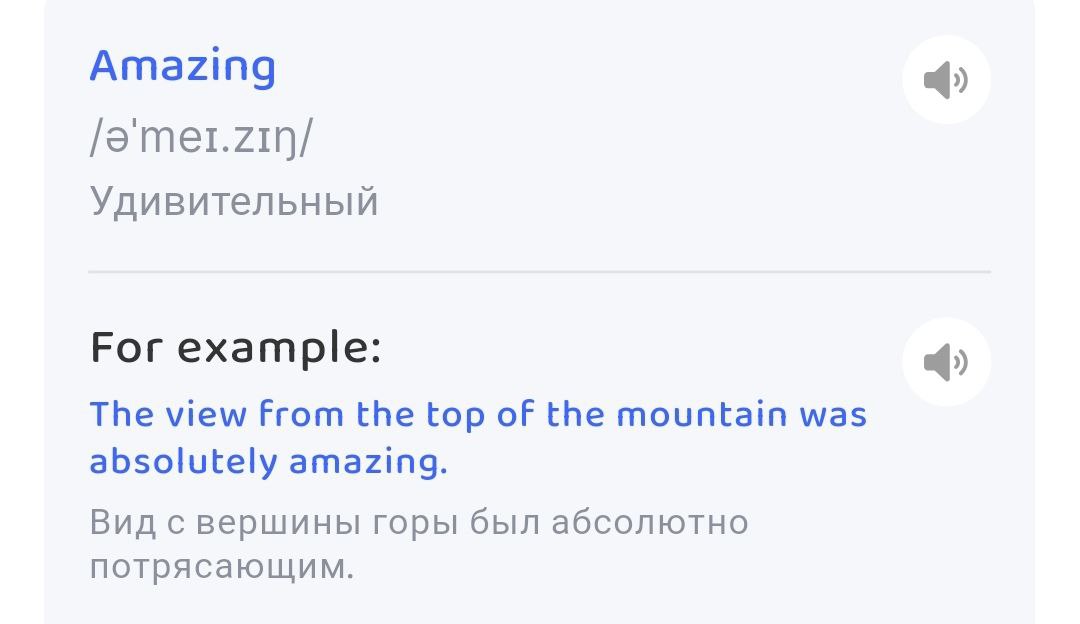 Amazing
/ə'meɪ.zɪŋ/
Удивительный
For example:
The view from the top of the mountain was
absolutely amazing.
Вид с вершины горы был абсолютно
потрясающим.